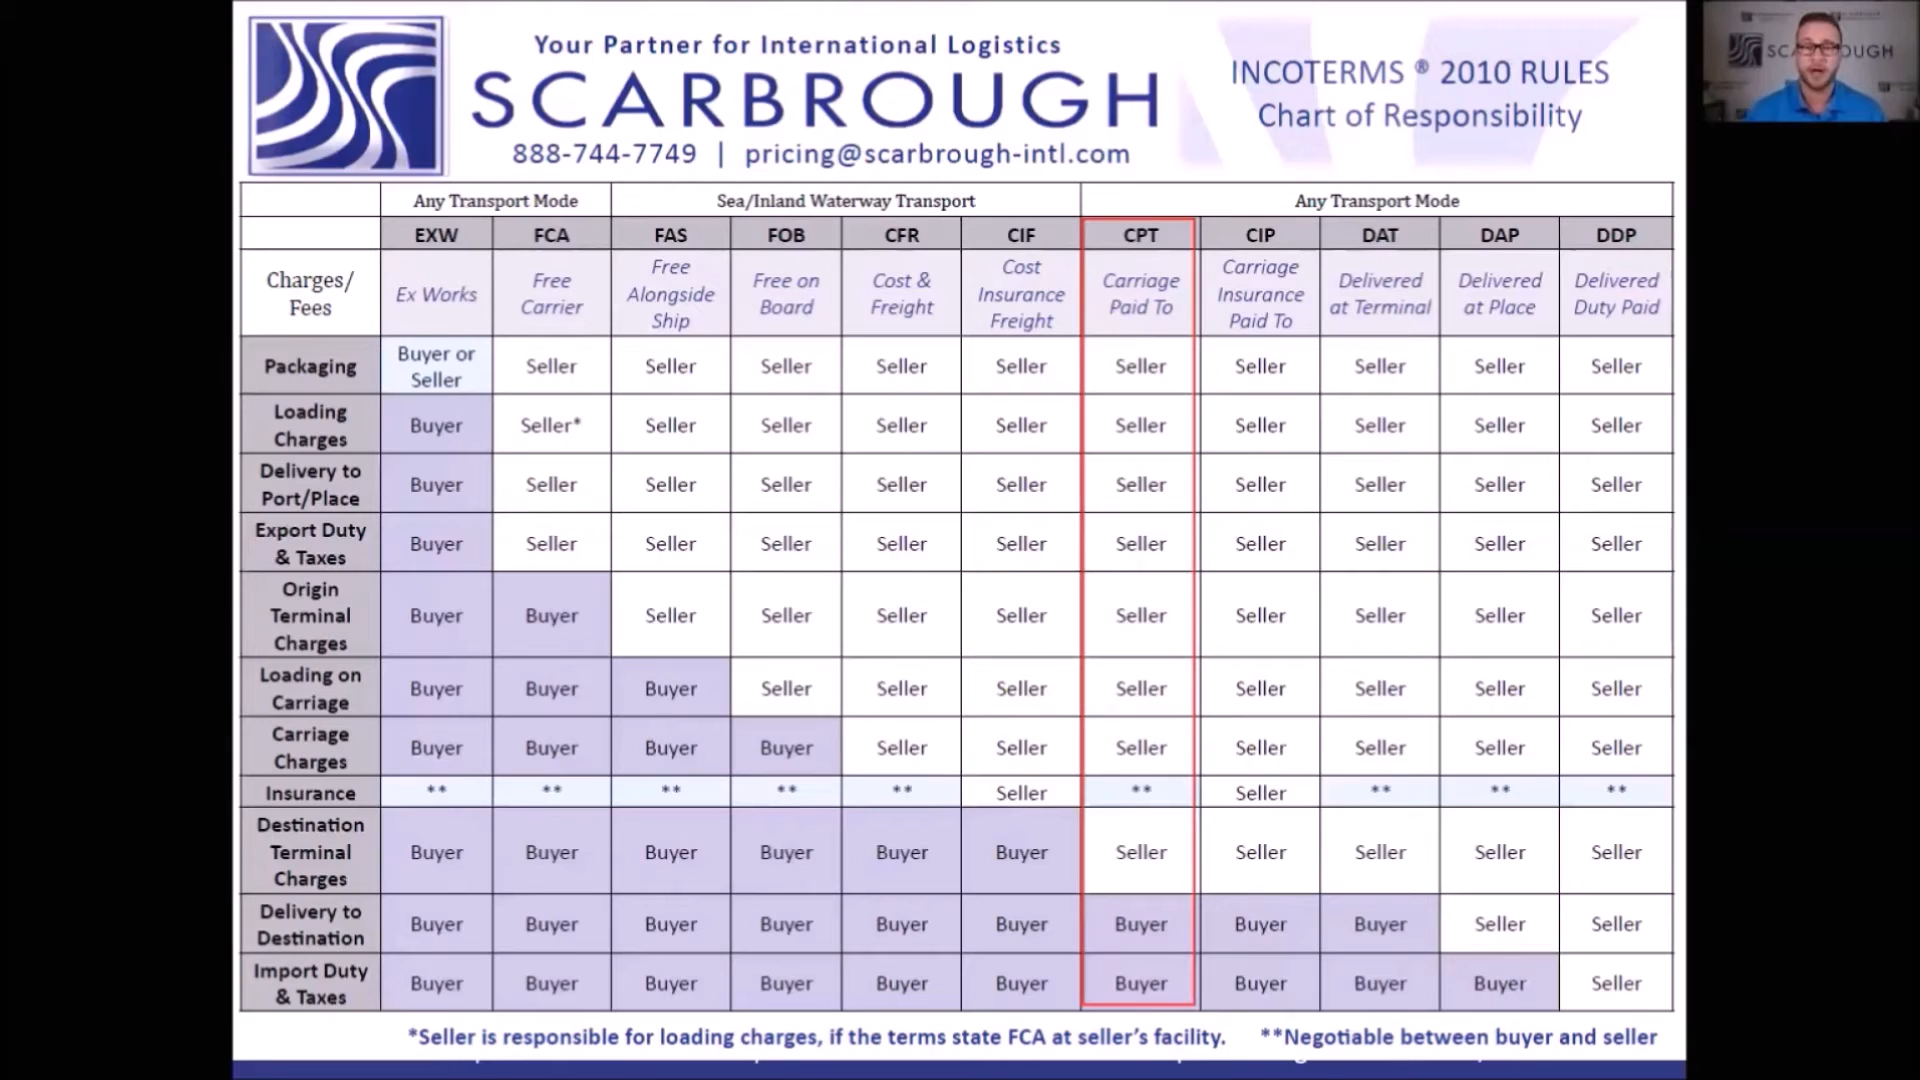 Your Partner for International Logistics
SCARBROUGH
888-744-7749 | pricing@scarbrough-intl.com
INCOTERMS ® 2010 RULES
Chart of Responsibility
SCARBROUGH
Any Transport Mode Sea/Inland Waterway Transport Any Transport Mode
EXW FCA FAS FOB CFR CIF CPT CIP DAT DAP DDP
Charges/
Fees
Ex Works
Free
Carrier
Free
Alongside
Ship
Free on
Board
Cost &
Freight
Cost
Insurance
Freight
Carriage
Paid To
Carriage
Insurance
Paid To
Delivered
at Terminal
Delivered
at Place
Delivered
Duty Paid
Packaging
Buyer or
Seller
Seller Seller Seller Seller Seller Seller Seller Seller Seller Seller
Loading
Charges
Buyer Seller* Seller Seller Seller Seller Seller Seller Seller Seller Seller
Delivery to
Port/Place
Buyer Seller Seller Seller Seller Seller Seller Seller Seller Seller Seller
Export Duty
& Taxes
Buyer Seller Seller Seller Seller Seller Seller Seller Seller Seller Seller
Origin
Terminal
Charges
Buyer Buyer Seller Seller Seller Seller Seller Seller Seller Seller Seller
Loading on
Carriage
Buyer Buyer Buyer Seller Seller Seller Seller Seller Seller Seller Seller
Carriage
Charges
Buyer Buyer Buyer Buyer Seller Seller Seller Seller Seller Seller Seller
Insurance ** ** ** ** ** Seller ** Seller ** ** **
Destination
Terminal
Charges
Buyer Buyer Buyer Buyer Buyer Buyer Seller Seller Seller Seller Seller
Delivery to
Destination
Buyer Buyer Buyer Buyer Buyer Buyer Buyer Buyer Buyer Seller Seller
Import Duty
& Taxes
Buyer Buyer Buyer Buyer Buyer Buyer Buyer Buyer Buyer Buyer Seller
*Seller is responsible for loading charges, if the terms state FCA at seller's facility. **Negotiable between buyer and seller